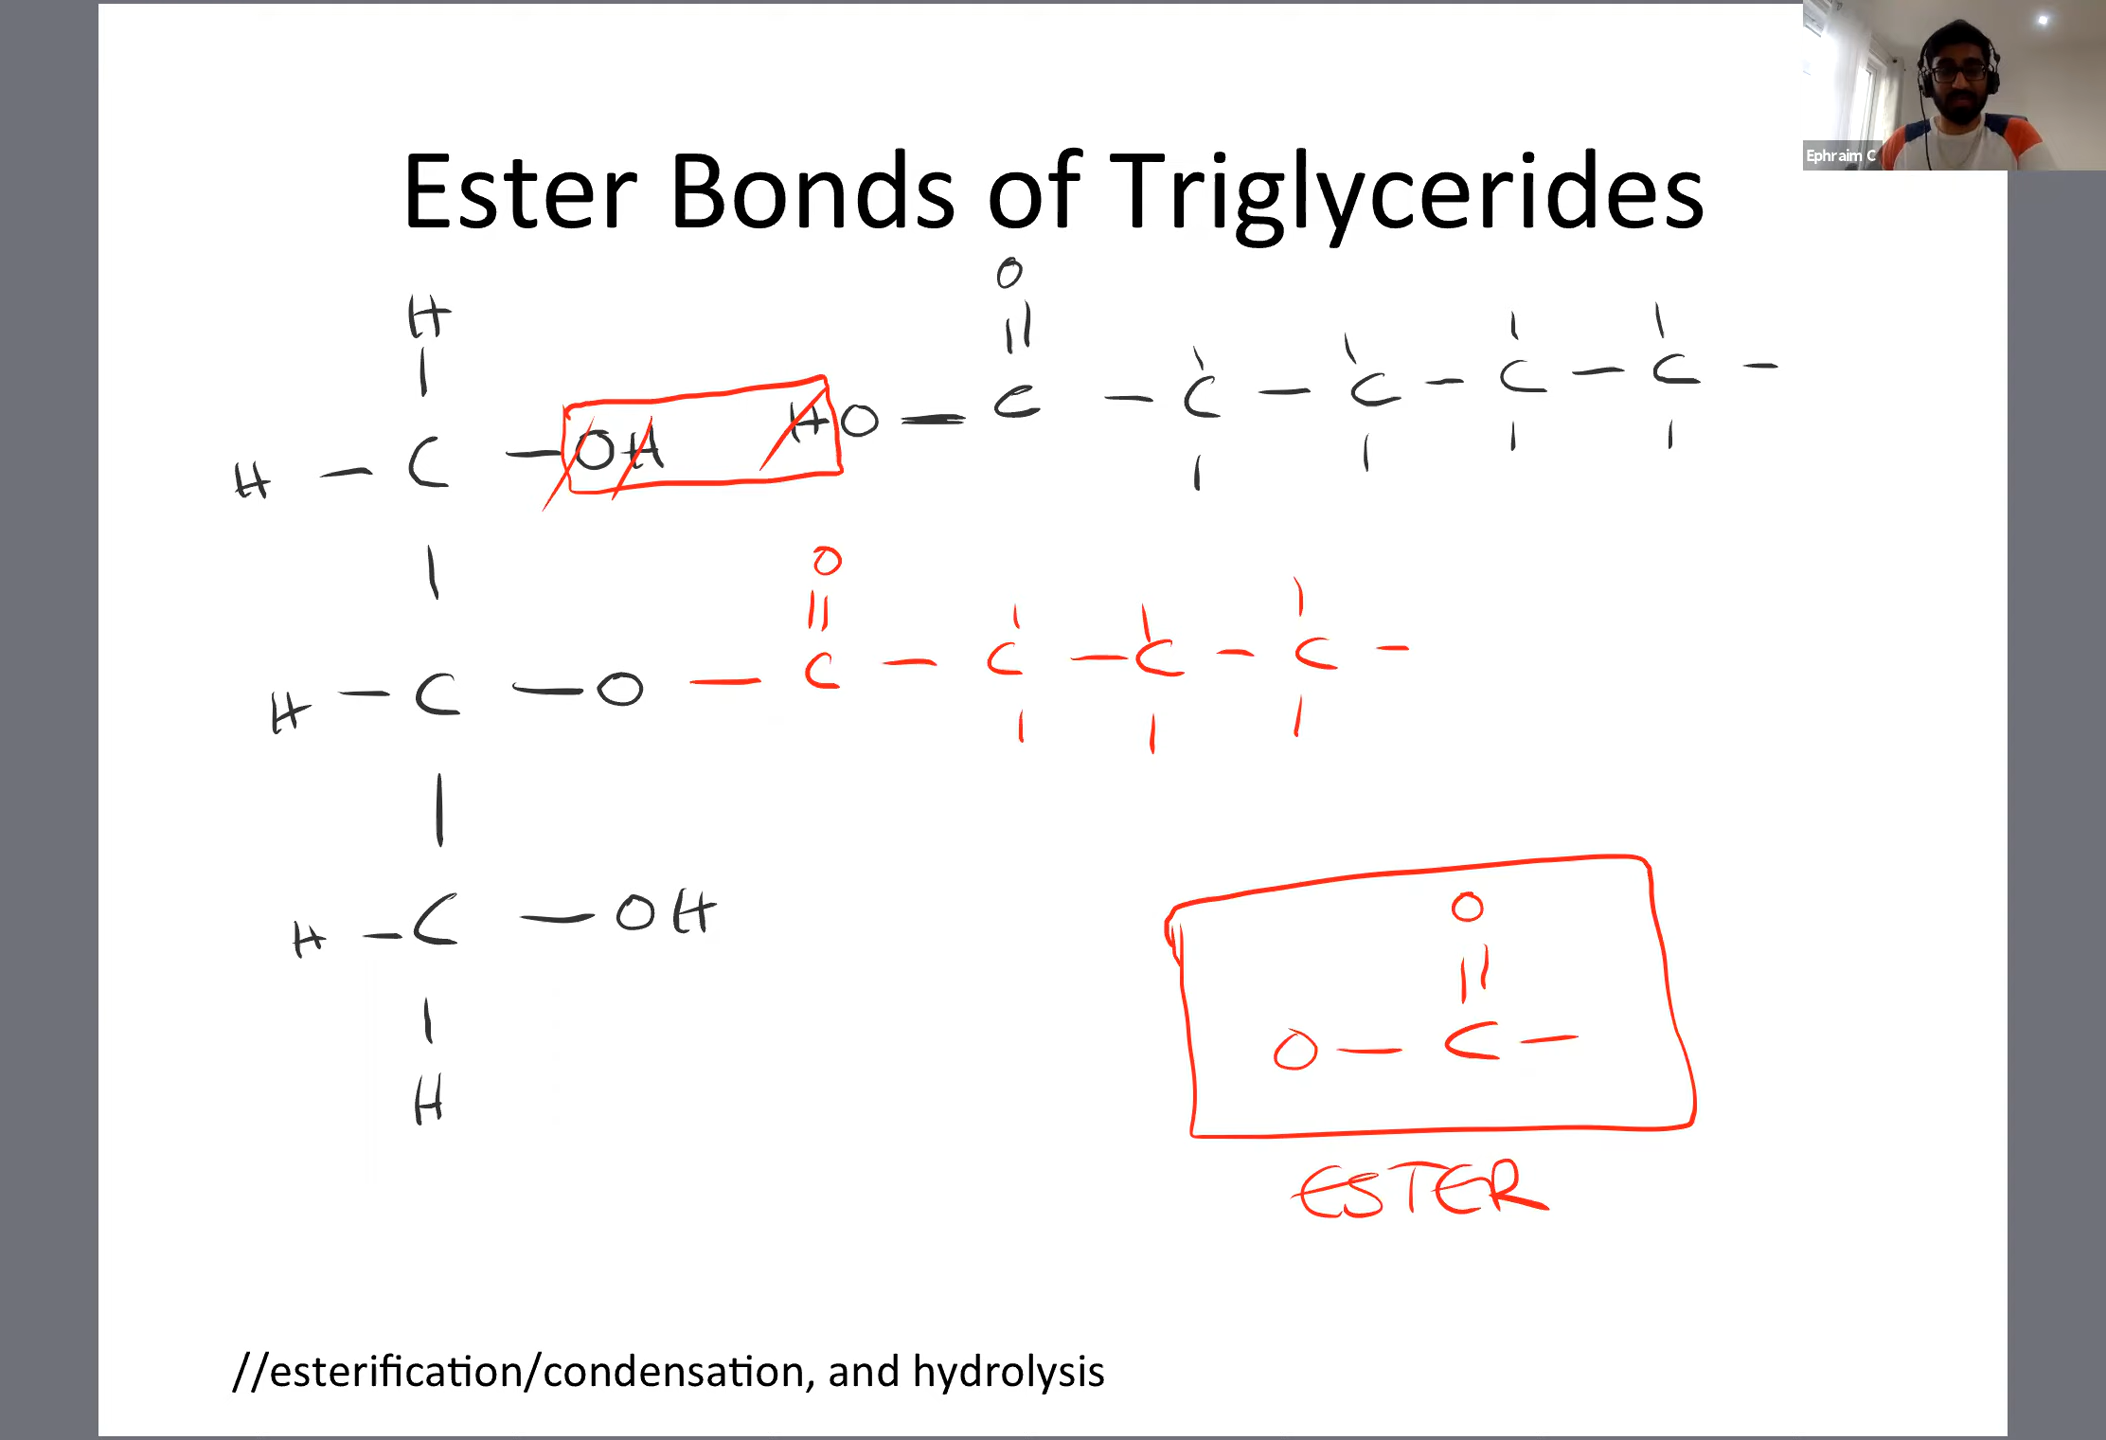 Ephraim C
Ester Bonds of Triglycerides
H
O
||
H - C - OH HO - C - C - C - C - C -
O
||
H - C - O - C - C - C - C -
H - C - OH
H
O
||
O - C -
ESTER
//esterification/condensation, and hydrolysis